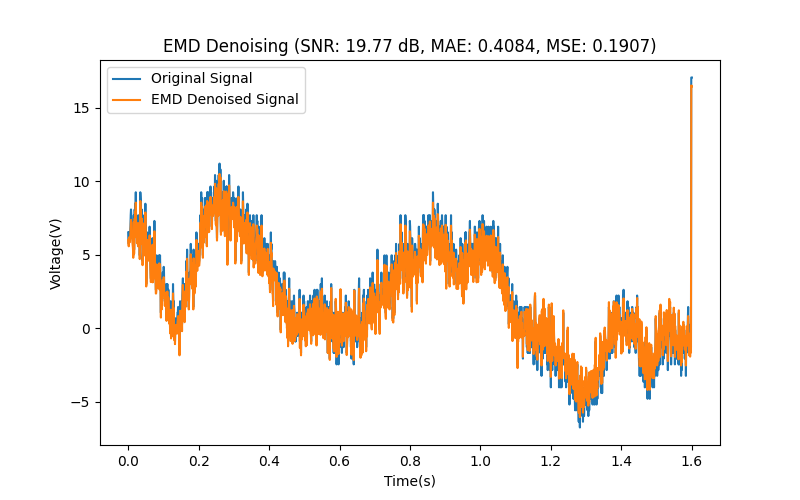 EMD Denoising (SNR: 19.77 dB, MAE: 0.4084, MSE: 0.1907)
Original Signal
EMD Denoised Signal
Voltage(V)
15
10
5
0
−5
0.0 0.2 0.4 0.6 0.8 1.0 1.2 1.4 1.6
Time(s)